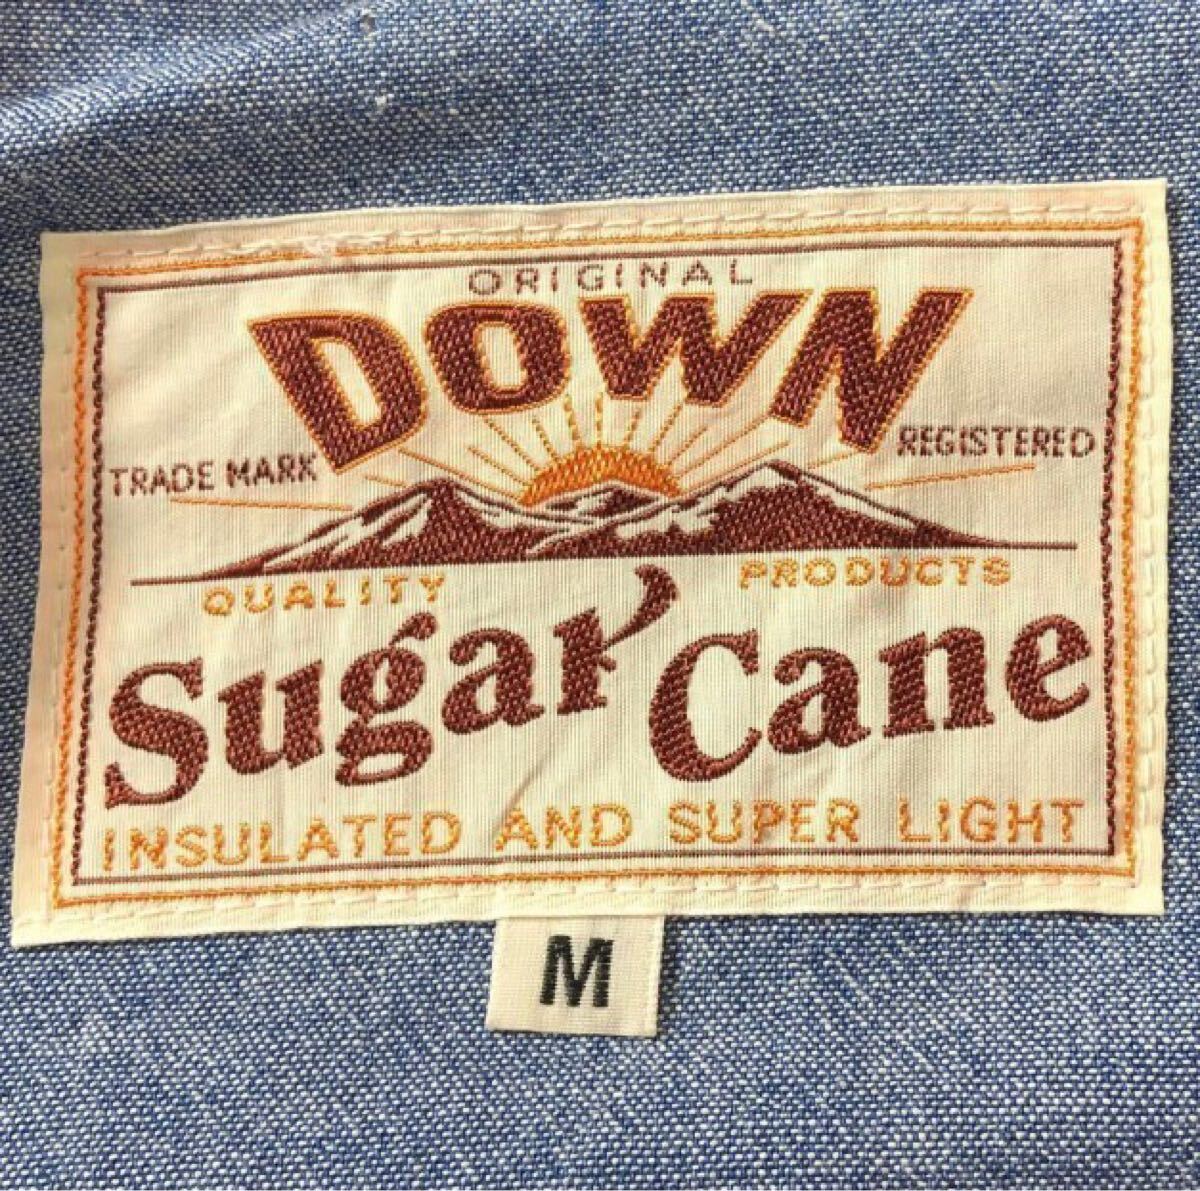 ORIGINAL
DOWN
TRADE MARK REGISTERED
QUALITY PRODUCTS
Sugar Cane
INSULATED AND SUPER LIGHT
M